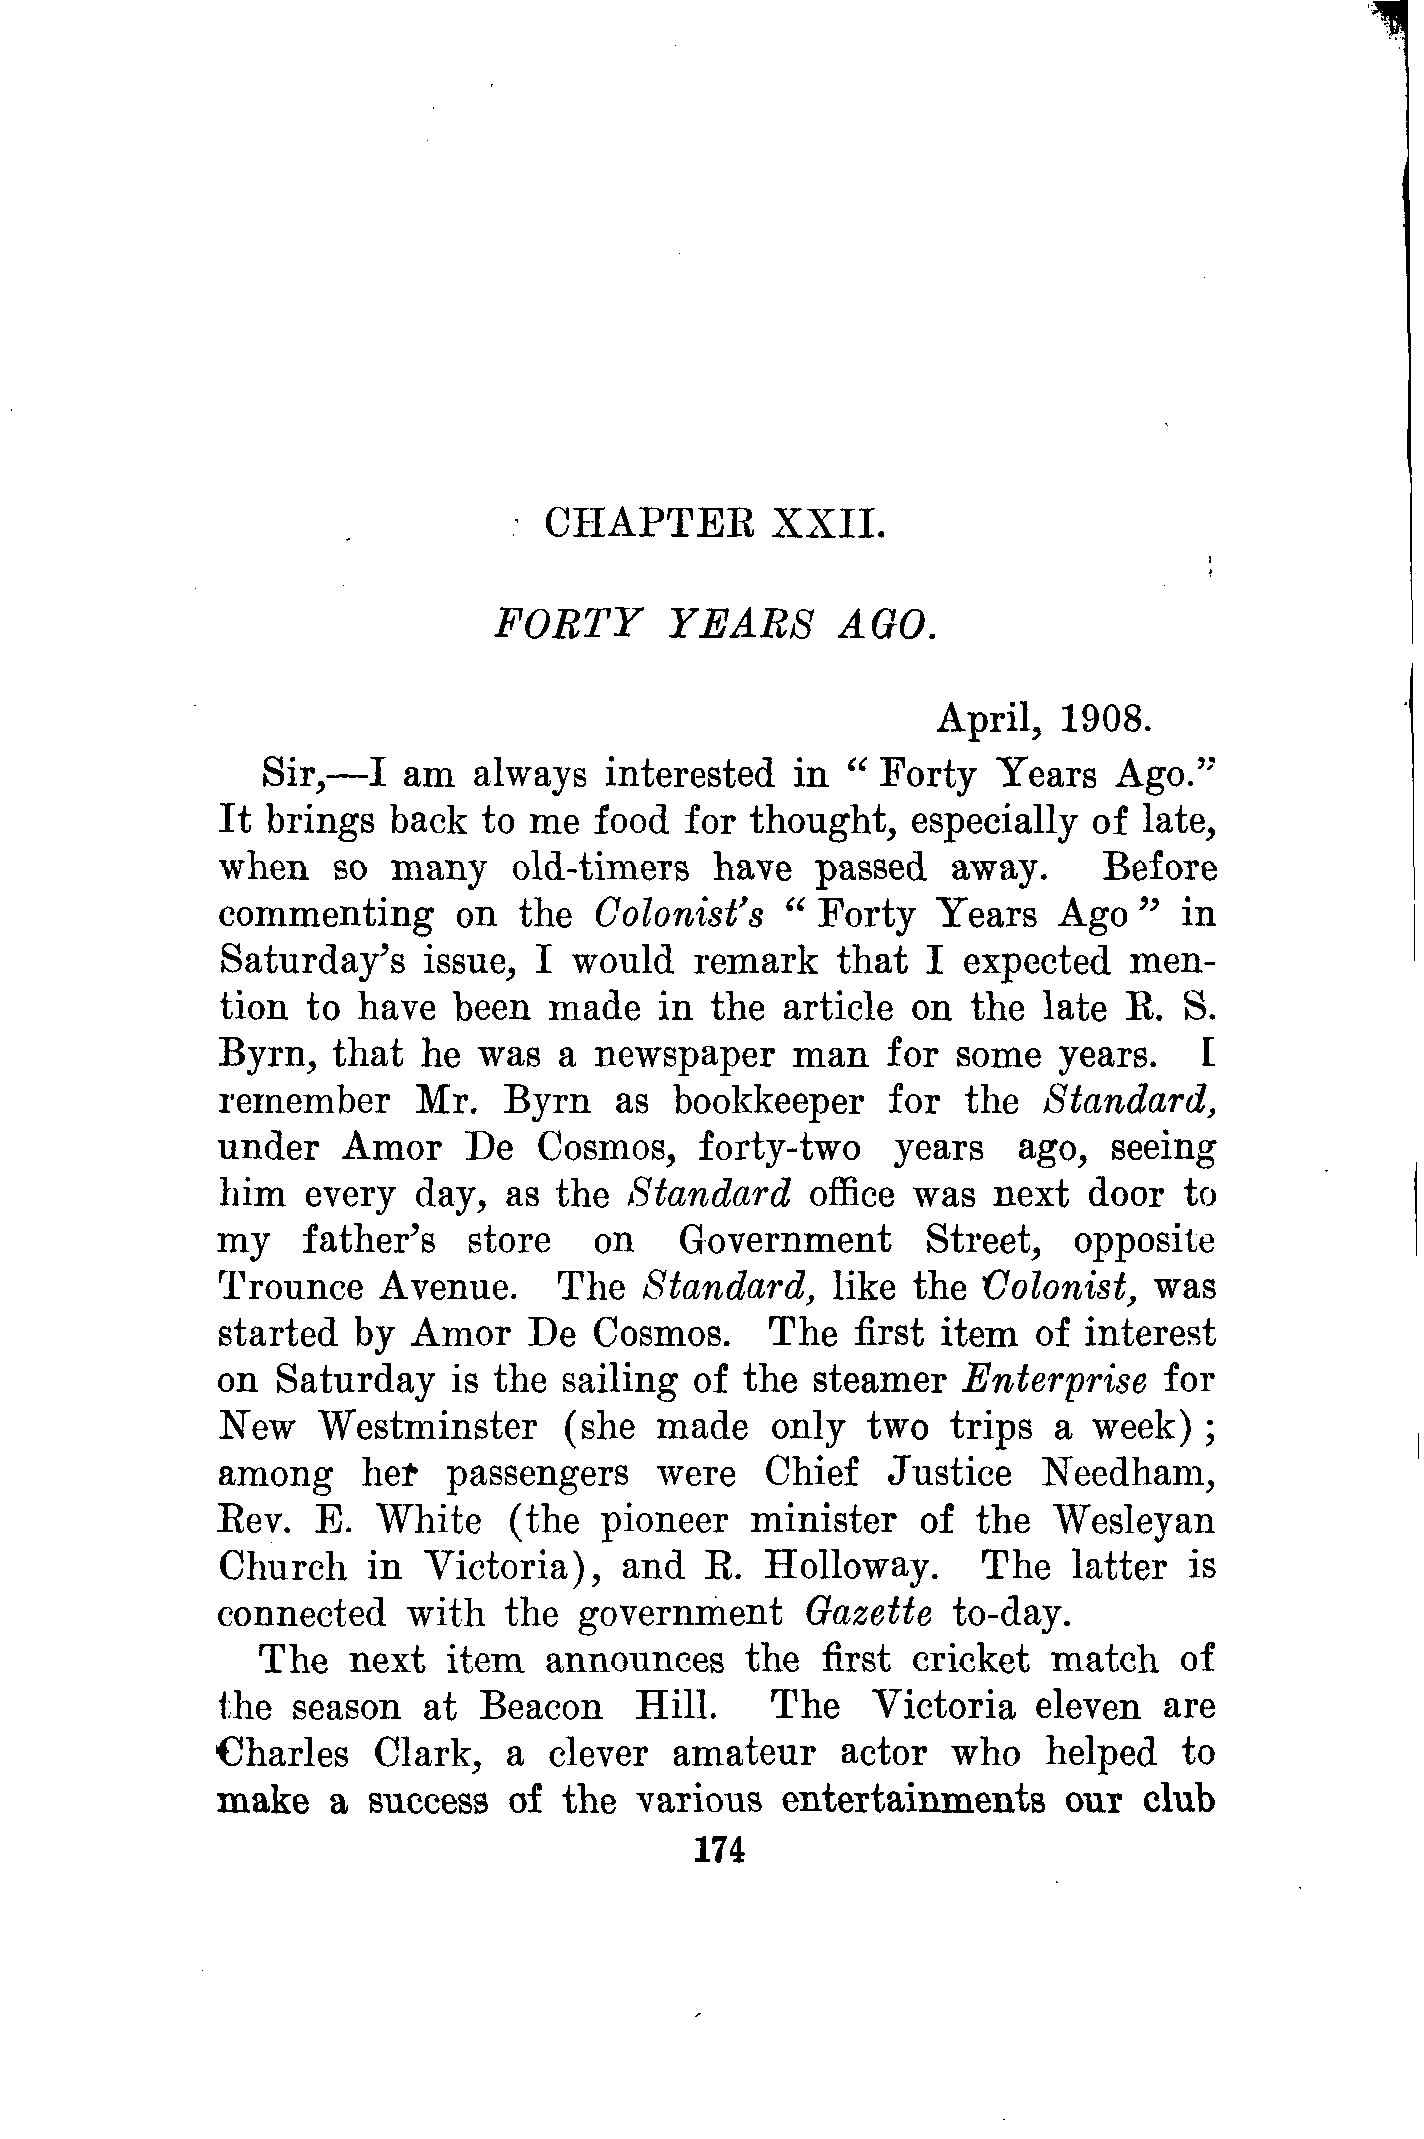 CHAPTER XXII.
FORTY YEARS AGO.
April, 1908.
Sir,—I am always interested in “ Forty Years Ago.”
It brings back to me food for thought, especially of late,
when so many old-timers have passed away. Before
commenting on the Colonist's “ Forty Years Ago ” in
Saturday's issue, I would remark that I expected men-
tion to have been made in the article on the late R. S.
Byrn, that he was a newspaper man for some years. I
remember Mr. Byrn as bookkeeper for the Standard,
under Amor De Cosmos, forty-two years ago, seeing
him every day, as the Standard office was next door to
my father's store on Government Street, opposite
Trounce Avenue. The Standard, like the Colonist, was
started by Amor De Cosmos. The first item of interest
on Saturday is the sailing of the steamer Enterprise for
New Westminster (she made only two trips a week) ;
among her passengers were Chief Justice Needham,
Rev. E. White (the pioneer minister of the Wesleyan
Church in Victoria), and R. Holloway. The latter is
connected with the government Gazette to-day.
The next item announces the first cricket match of
the season at Beacon Hill. The Victoria eleven are
Charles Clark, a clever amateur actor who helped to
make a success of the various entertainments our club
174